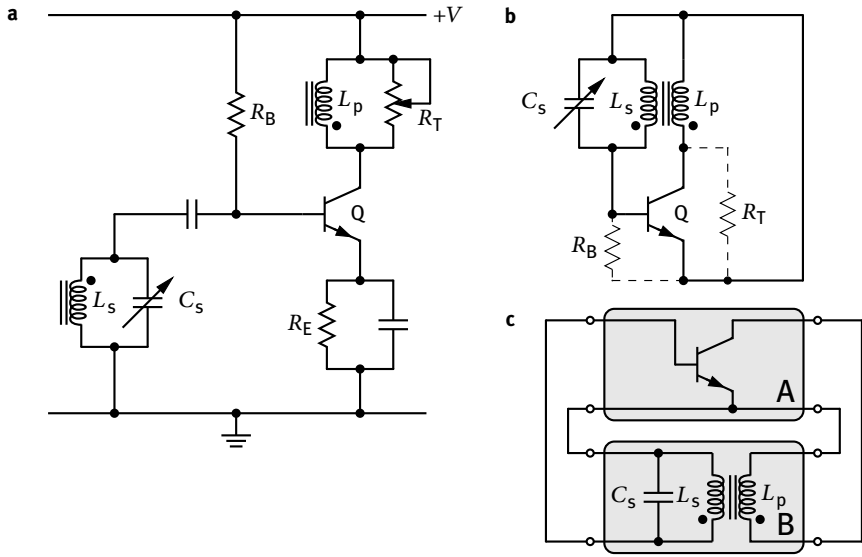 a
+V
R_B
L_p
R_T
Q
L_s
C_s
R_E
b
C_s
L_s
L_p
Q
R_T
R_B
c
A
C_s
L_s
L_p
B